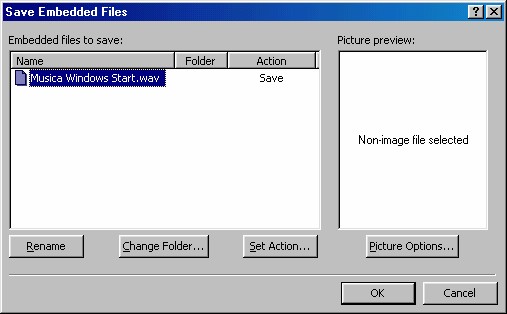 Save Embedded Files
Embedded files to save:
Picture preview:
Name Folder Action
Musica Windows Start.wav Save
Non-image file selected
Rename Change Folder... Set Action... Picture Options...
OK Cancel